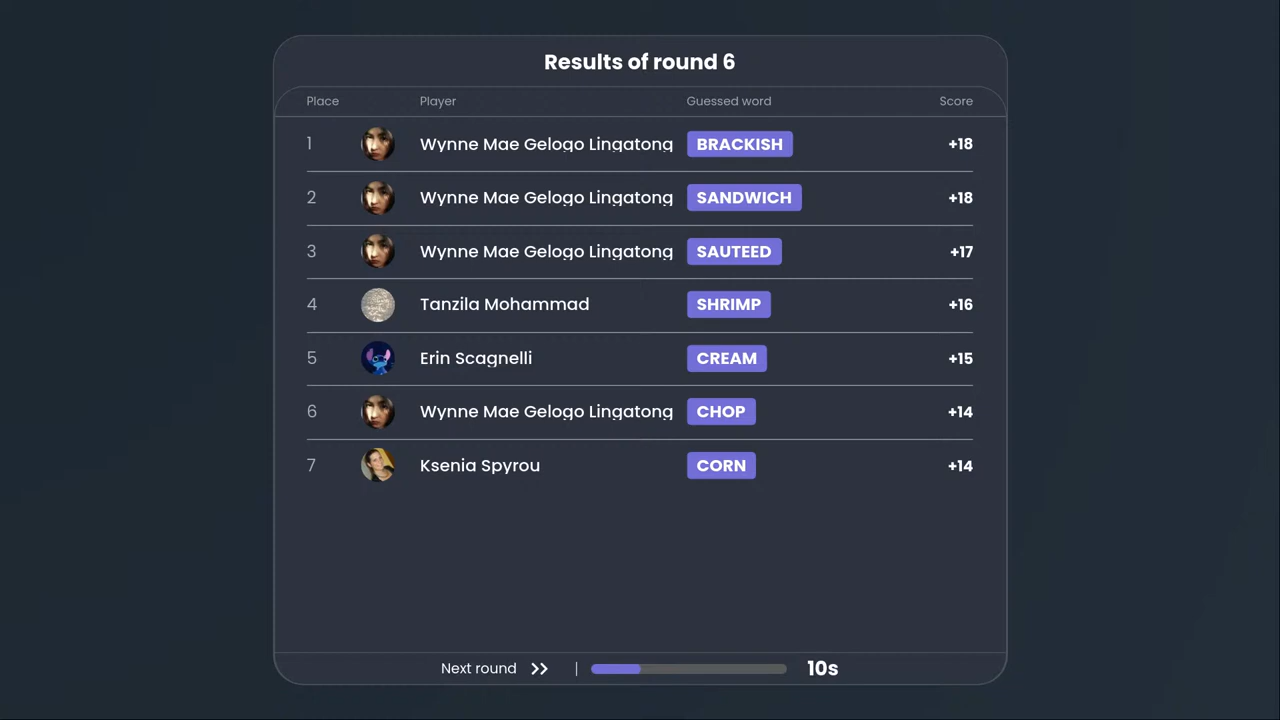 Results of round 6
Place Player Guessed word Score
1 Wynne Mae Gelogo Lingatong BRACKISH +18
2 Wynne Mae Gelogo Lingatong SANDWICH +18
3 Wynne Mae Gelogo Lingatong SAUTEED +17
4 Tanzila Mohammad SHRIMP +16
5 Erin Scagnelli CREAM +15
6 Wynne Mae Gelogo Lingatong CHOP +14
7 Ksenia Spyrou CORN +14
Next round | 10s